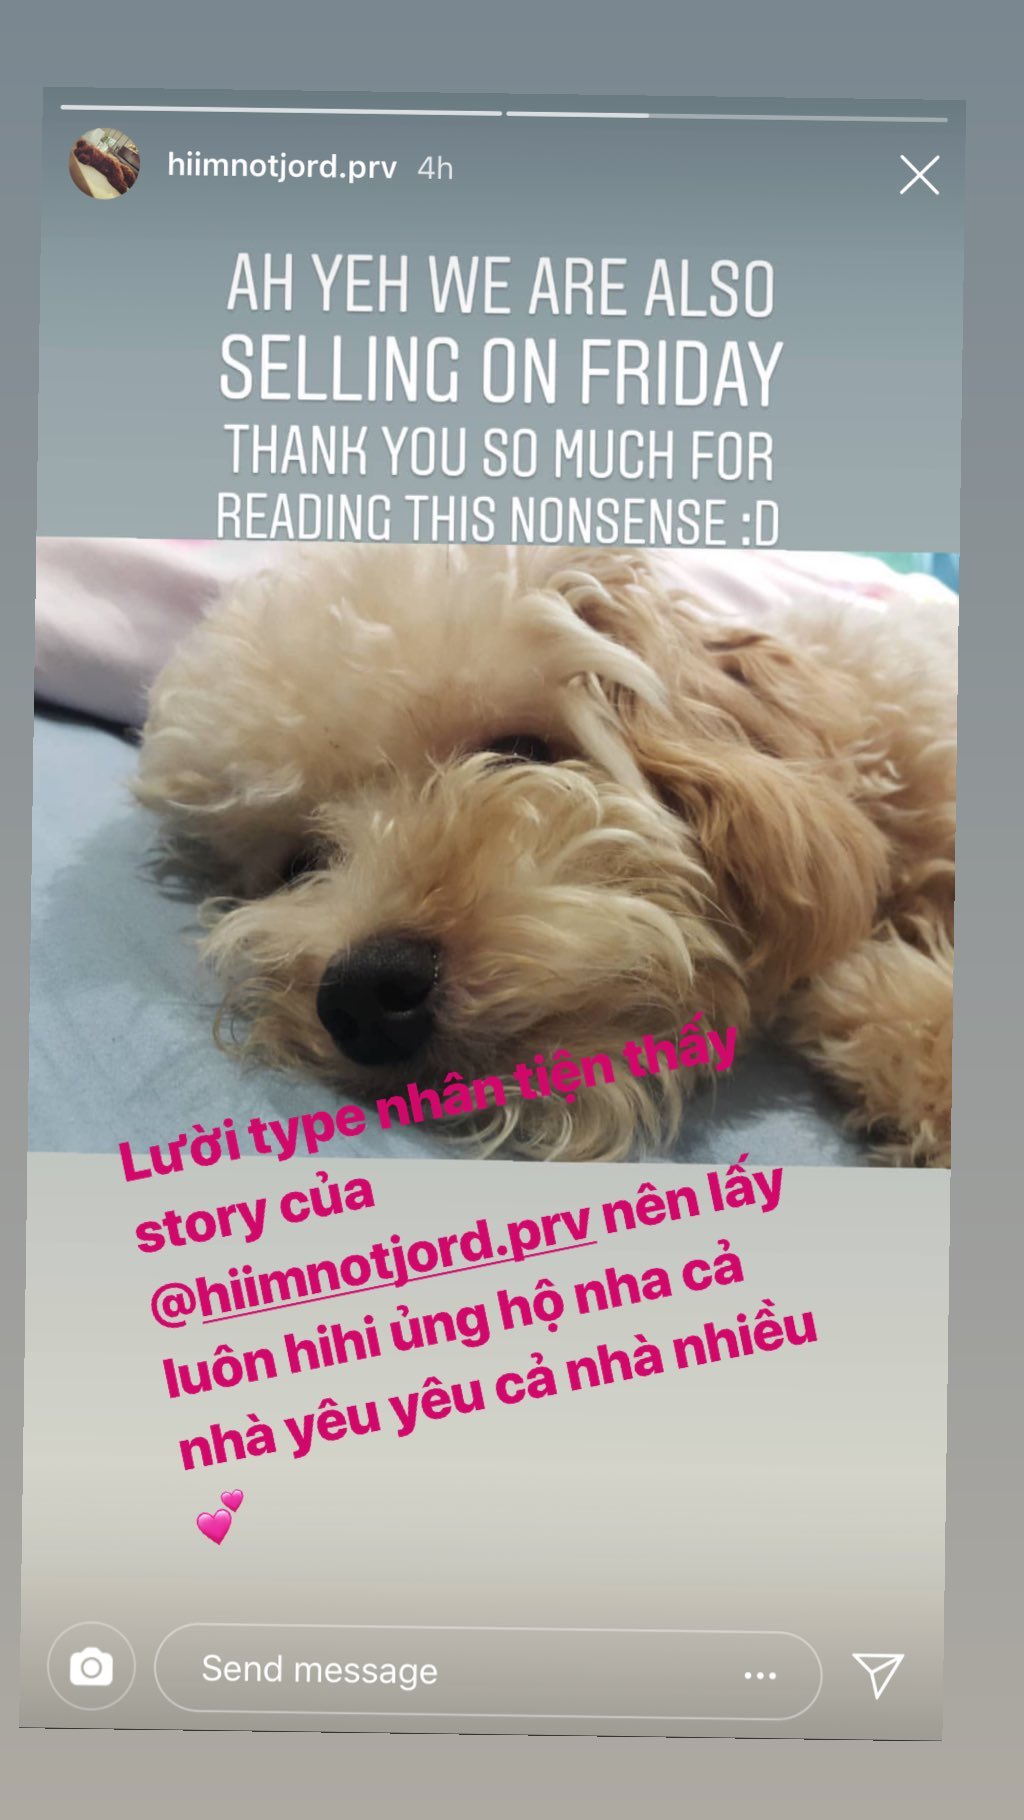 hiimnotjord.prv 4h
AH YEH WE ARE ALSO
SELLING ON FRIDAY
THANK YOU SO MUCH FOR
READING THIS NONSENSE :D
Lười type nhân tiện thấy
story của
@hiimnotjord.prv nên lấy
luôn hihi ủng hộ nha cả
nhà yêu yêu cả nhà nhiều
💕
Send message